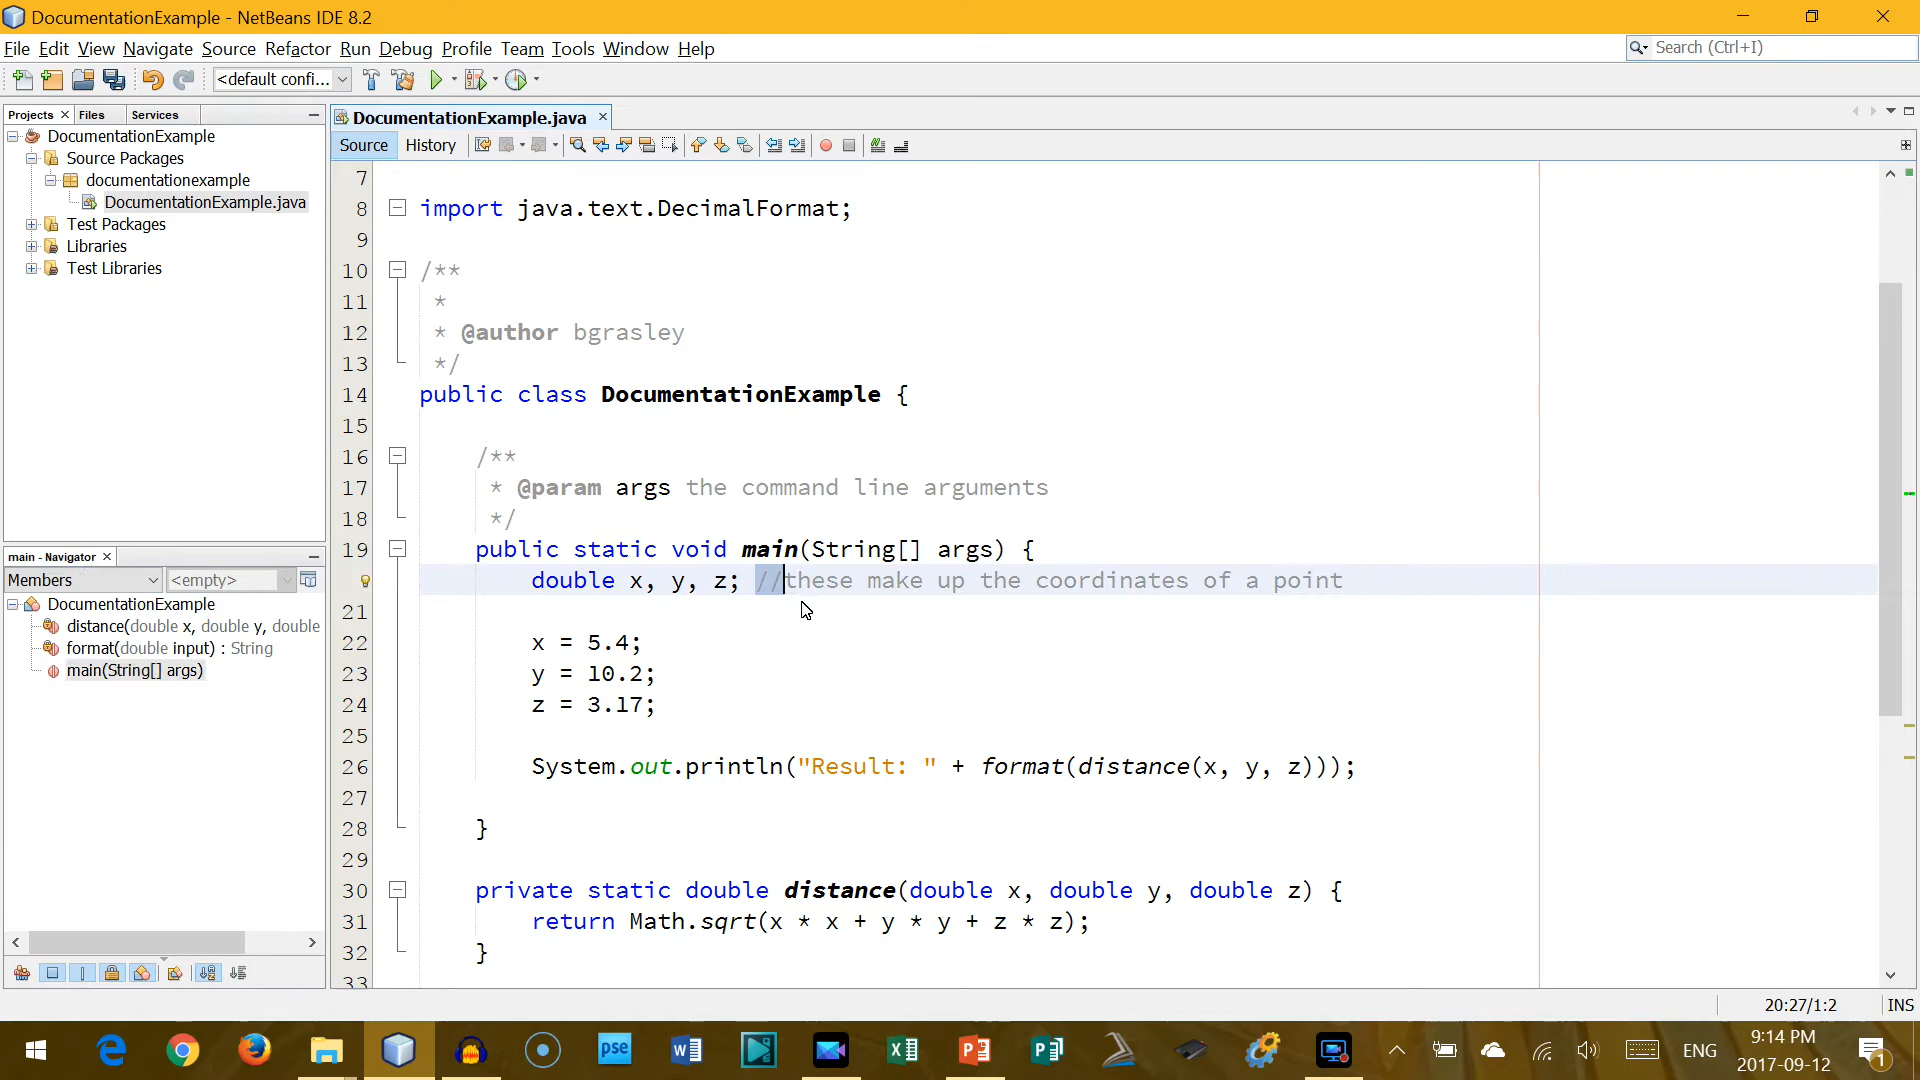 DocumentationExample - NetBeans IDE 8.2
File Edit View Navigate Source Refactor Run Debug Profile Team Tools Window Help
Search (Ctrl+I)
<default confi...
Projects Files Services
DocumentationExample
Source Packages
documentationexample
DocumentationExample.java
Test Packages
Libraries
Test Libraries
main - Navigator
Members <empty>
DocumentationExample
distance(double x, double y, double
format(double input) : String
main(String[] args)
DocumentationExample.java
Source History
7
8 import java.text.DecimalFormat;
9
10 /**
11 *
12 * @author bgrasley
13 */
14 public class DocumentationExample {
15
16 /**
17 * @param args the command line arguments
18 */
19 public static void main(String[] args) {
double x, y, z; //these make up the coordinates of a point
21
22 x = 5.4;
23 y = 10.2;
24 z = 3.17;
25
26 System.out.println("Result: " + format(distance(x, y, z)));
27
28 }
29
30 private static double distance(double x, double y, double z) {
31 return Math.sqrt(x * x + y * y + z * z);
32 }
33
20:27/1:2 INS
pse
ENG
9:14 PM
2017-09-12
1